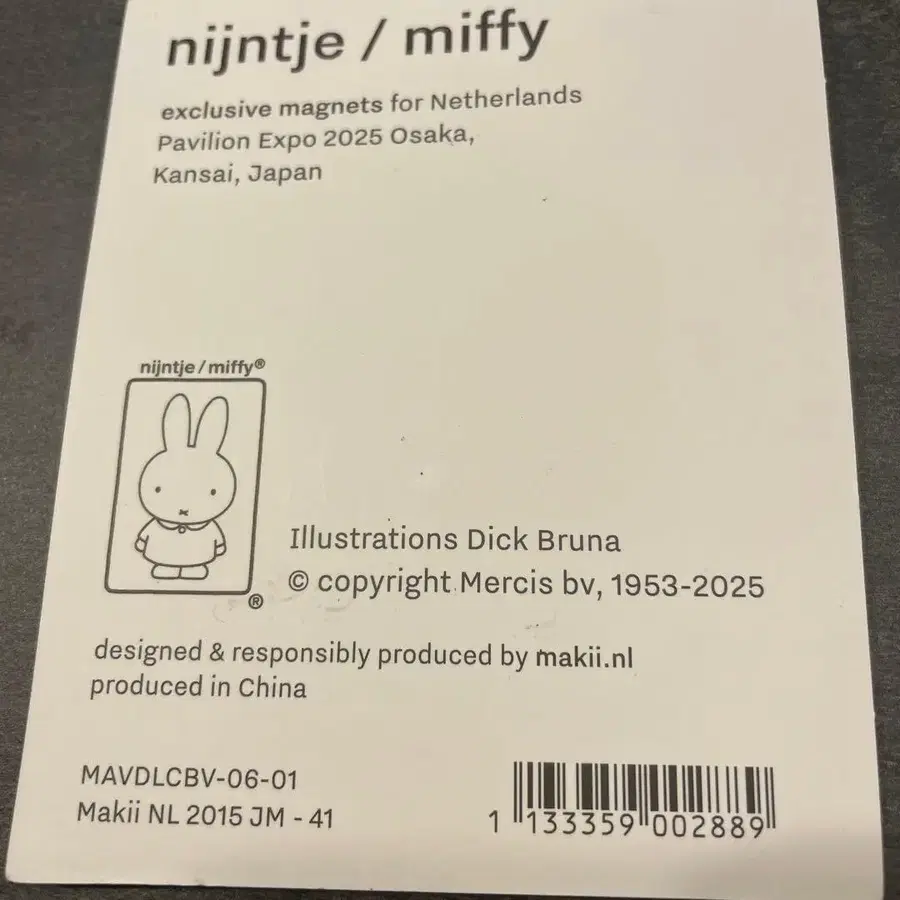 nijntje / miffy
exclusive magnets for Netherlands
Pavilion Expo 2025 Osaka,
Kansai, Japan
nijntje / miffy®
®
Illustrations Dick Bruna
© copyright Mercis bv, 1953-2025
designed & responsibly produced by makii.nl
produced in China
MAVDLCBV-06-01
Makii NL 2015 JM - 41
1 133359 002889